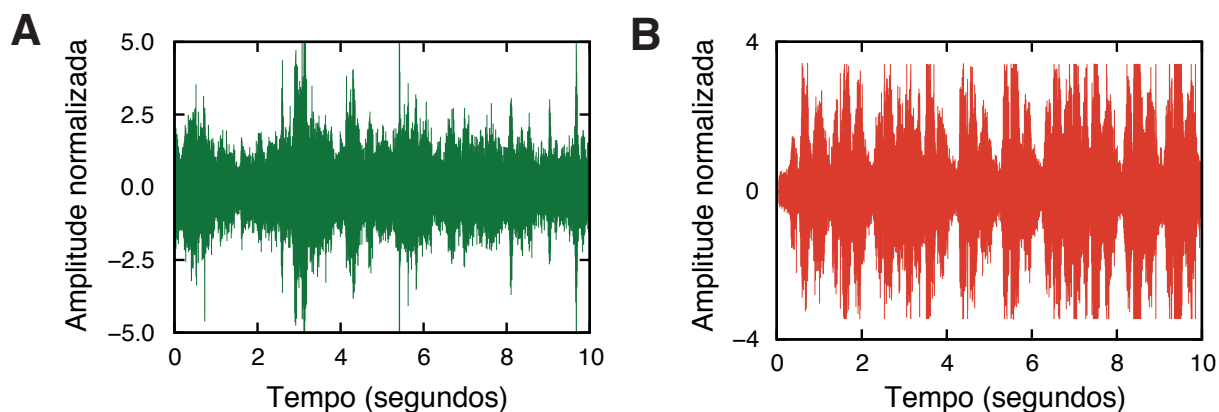 A
Amplitude normalizada
5.0
2.5
0.0
−2.5
−5.0
0 2 4 6 8 10
Tempo (segundos)
B
Amplitude normalizada
4
0
−4
0 2 4 6 8 10
Tempo (segundos)